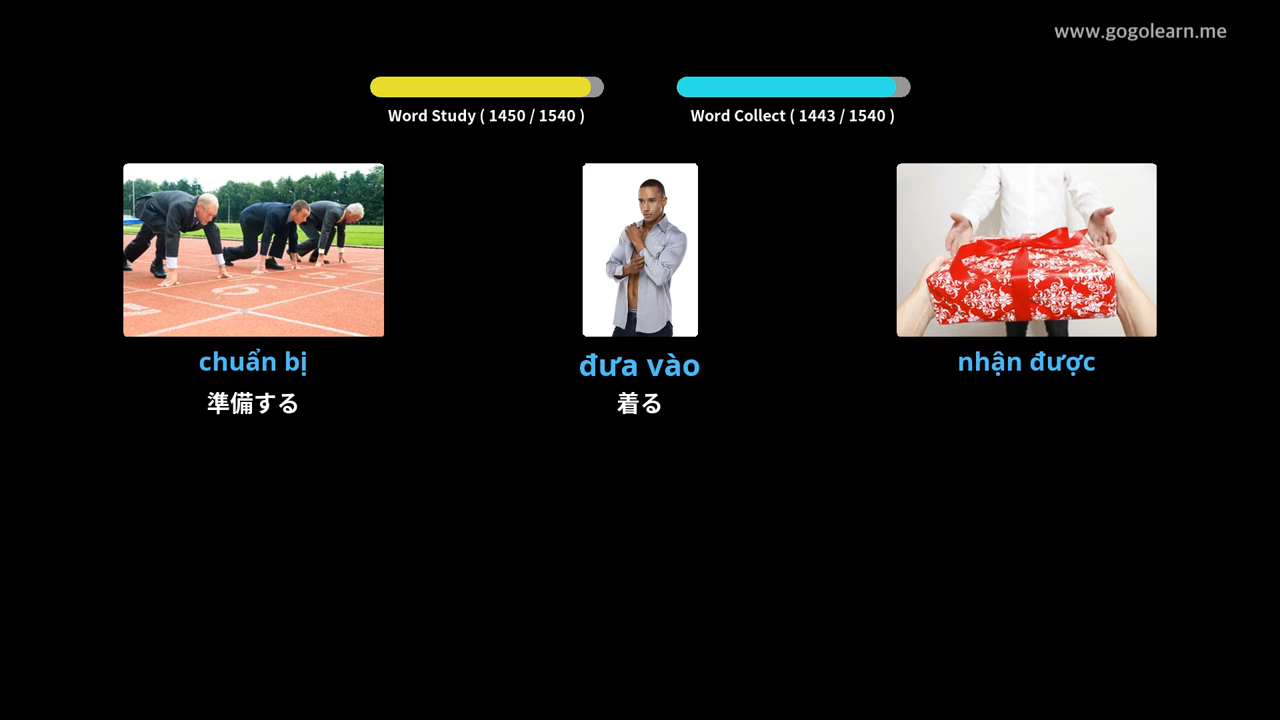 www.gogolearn.me
Word Study ( 1450 / 1540 )
Word Collect ( 1443 / 1540 )
chuẩn bị
準備する
đưa vào
着る
nhận được